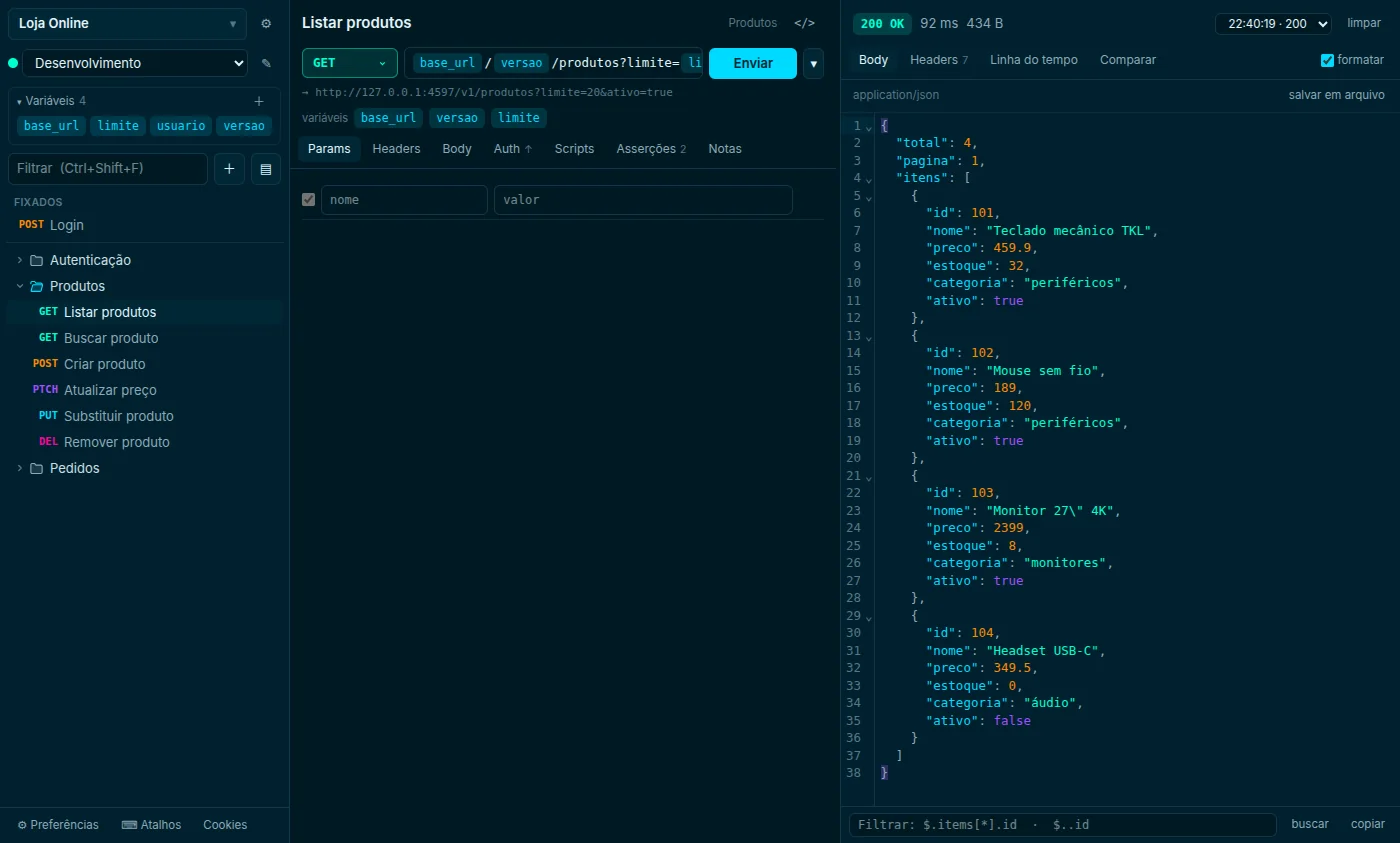 Loja Online
Desenvolvimento
Variáveis 4
base_url limite usuario versao
Filtrar (Ctrl+Shift+F)
FIXADOS
POST Login
Autenticação
Produtos
GET Listar produtos
GET Buscar produto
POST Criar produto
PTCH Atualizar preço
PUT Substituir produto
DEL Remover produto
Pedidos
Preferências Atalhos Cookies
Listar produtos Produtos </>
GET base_url / versao /produtos?limite= li Enviar
→ http://127.0.0.1:4597/v1/produtos?limite=20&ativo=true
variáveis base_url versao limite
Params Headers Body Auth ↑ Scripts Asserções 2 Notas
nome valor
200 OK 92 ms 434 B 22:40:19 · 200 limpar
Body Headers 7 Linha do tempo Comparar formatar
application/json salvar em arquivo
1 {
2 "total": 4,
3 "pagina": 1,
4 "itens": [
5 {
6 "id": 101,
7 "nome": "Teclado mecânico TKL",
8 "preco": 459.9,
9 "estoque": 32,
10 "categoria": "periféricos",
11 "ativo": true
12 },
13 {
14 "id": 102,
15 "nome": "Mouse sem fio",
16 "preco": 189,
17 "estoque": 120,
18 "categoria": "periféricos",
19 "ativo": true
20 },
21 {
22 "id": 103,
23 "nome": "Monitor 27\" 4K",
24 "preco": 2399,
25 "estoque": 8,
26 "categoria": "monitores",
27 "ativo": true
28 },
29 {
30 "id": 104,
31 "nome": "Headset USB-C",
32 "preco": 349.5,
33 "estoque": 0,
34 "categoria": "áudio",
35 "ativo": false
36 }
37 ]
38 }
Filtrar: $.items[*].id · $..id buscar copiar